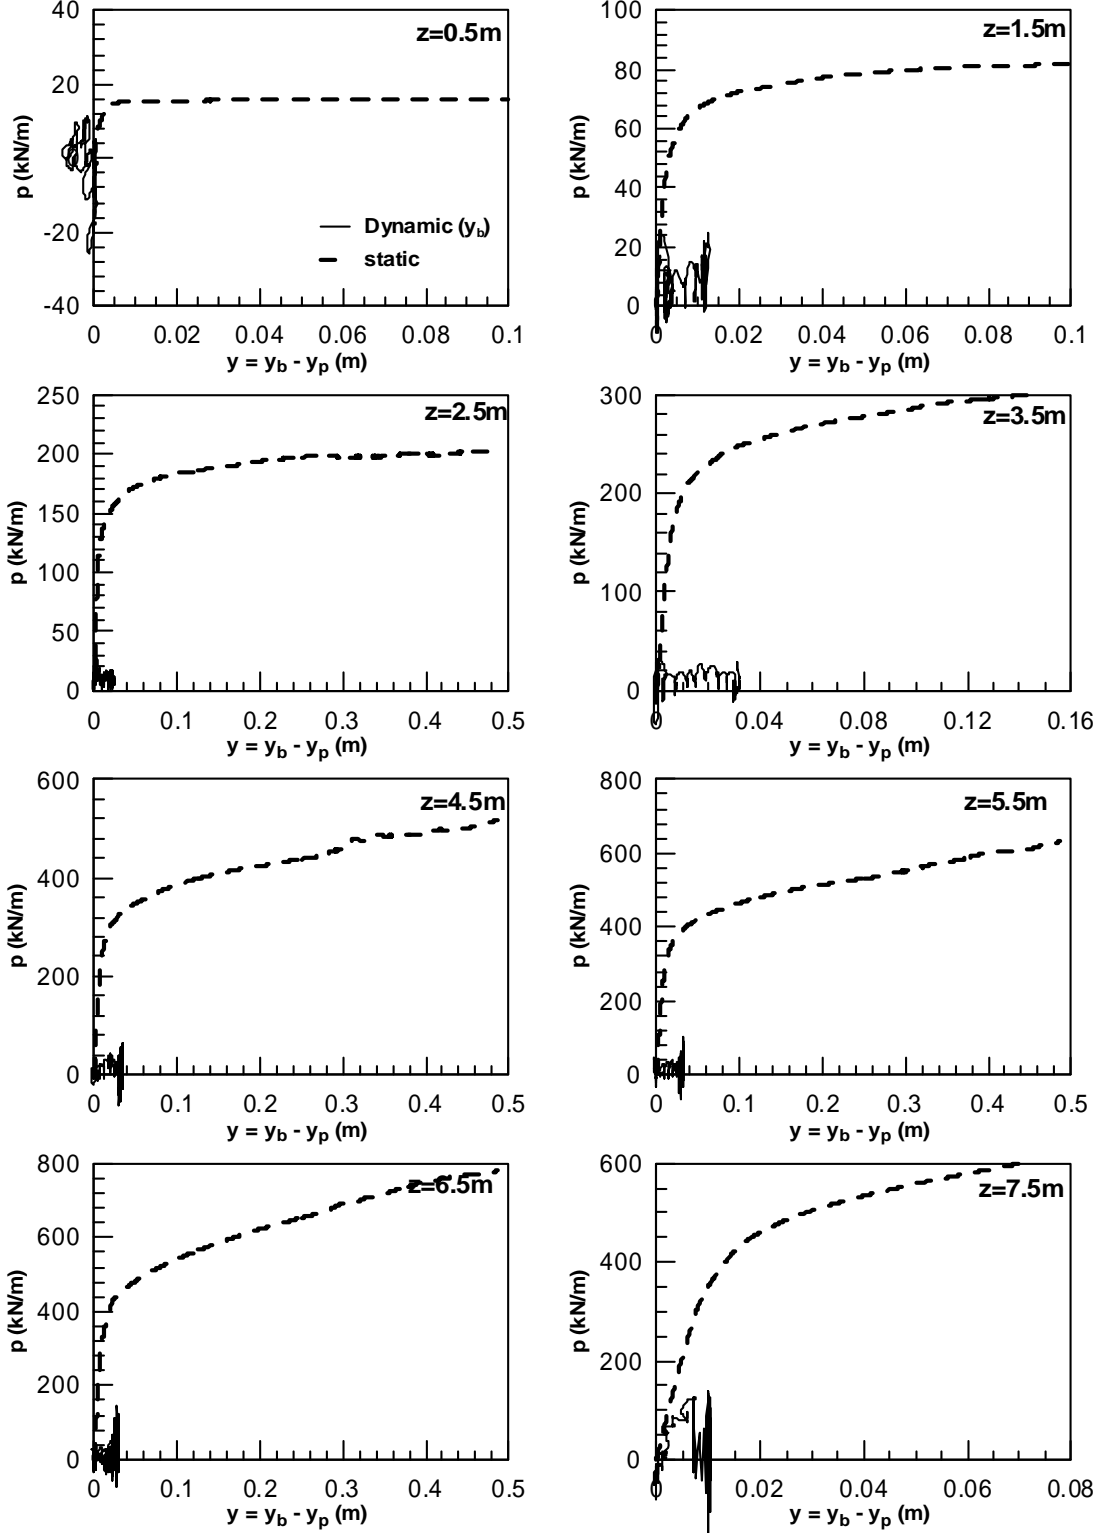 z=0.5m
p (kN/m)
40
20
0
-20
-40
Dynamic (yb)
static
0 0.02 0.04 0.06 0.08 0.1
y = yb - yp (m)
z=1.5m
p (kN/m)
100
80
60
40
20
0
0 0.02 0.04 0.06 0.08 0.1
y = yb - yp (m)
z=2.5m
p (kN/m)
250
200
150
100
50
0
0 0.1 0.2 0.3 0.4 0.5
y = yb - yp (m)
z=3.5m
p (kN/m)
300
200
100
0
0 0.04 0.08 0.12 0.16
y = yb - yp (m)
z=4.5m
p (kN/m)
600
400
200
0
0 0.1 0.2 0.3 0.4 0.5
y = yb - yp (m)
z=5.5m
p (kN/m)
800
600
400
200
0
0 0.1 0.2 0.3 0.4 0.5
y = yb - yp (m)
z=6.5m
p (kN/m)
800
600
400
200
0
0 0.1 0.2 0.3 0.4 0.5
y = yb - yp (m)
z=7.5m
p (kN/m)
600
400
200
0
0 0.02 0.04 0.06 0.08
y = yb - yp (m)